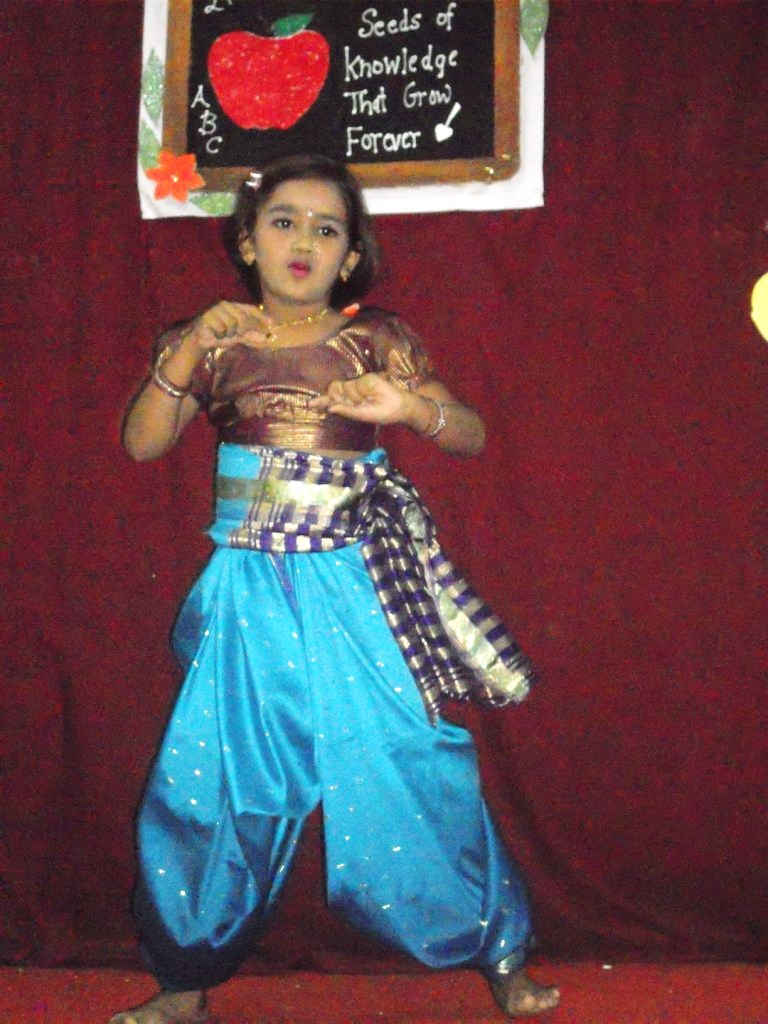 Seeds of
Knowledge
That Grow
Forever
A
B
C